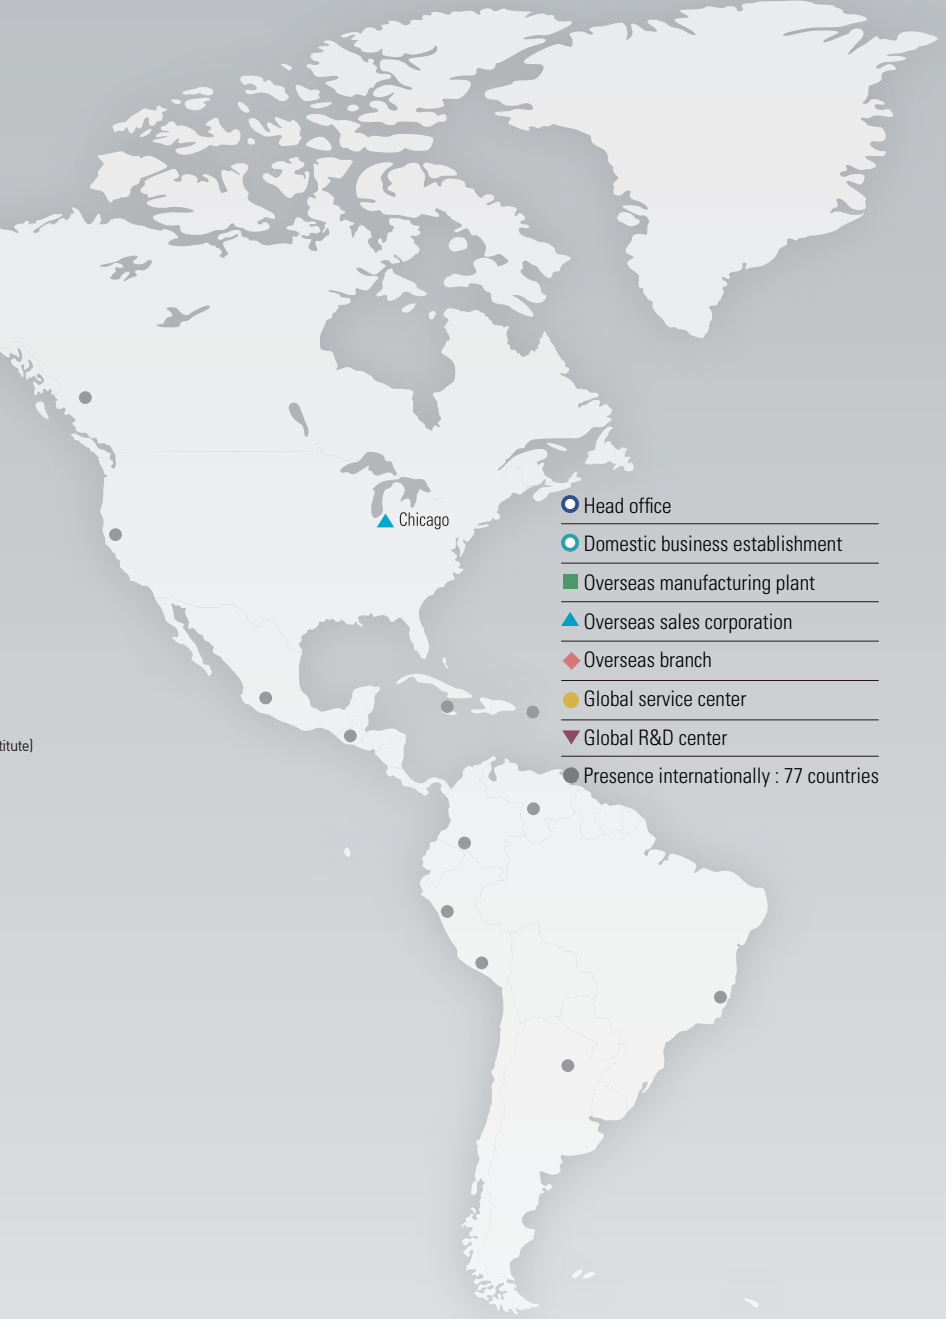 Chicago
Head office
Domestic business establishment
Overseas manufacturing plant
Overseas sales corporation
Overseas branch
Global service center
titute)
Global R&D center
Presence internationally : 77 countries